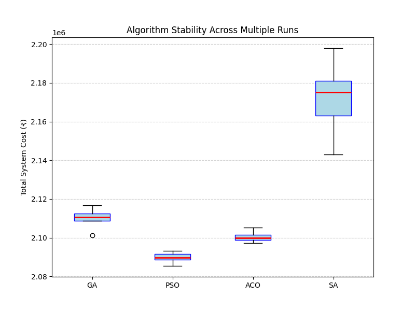 Algorithm Stability Across Multiple Runs
1e6
2.20
2.18
2.16
2.14
2.12
2.10
2.08
Total System Cost (₹)
GA PSO ACO SA